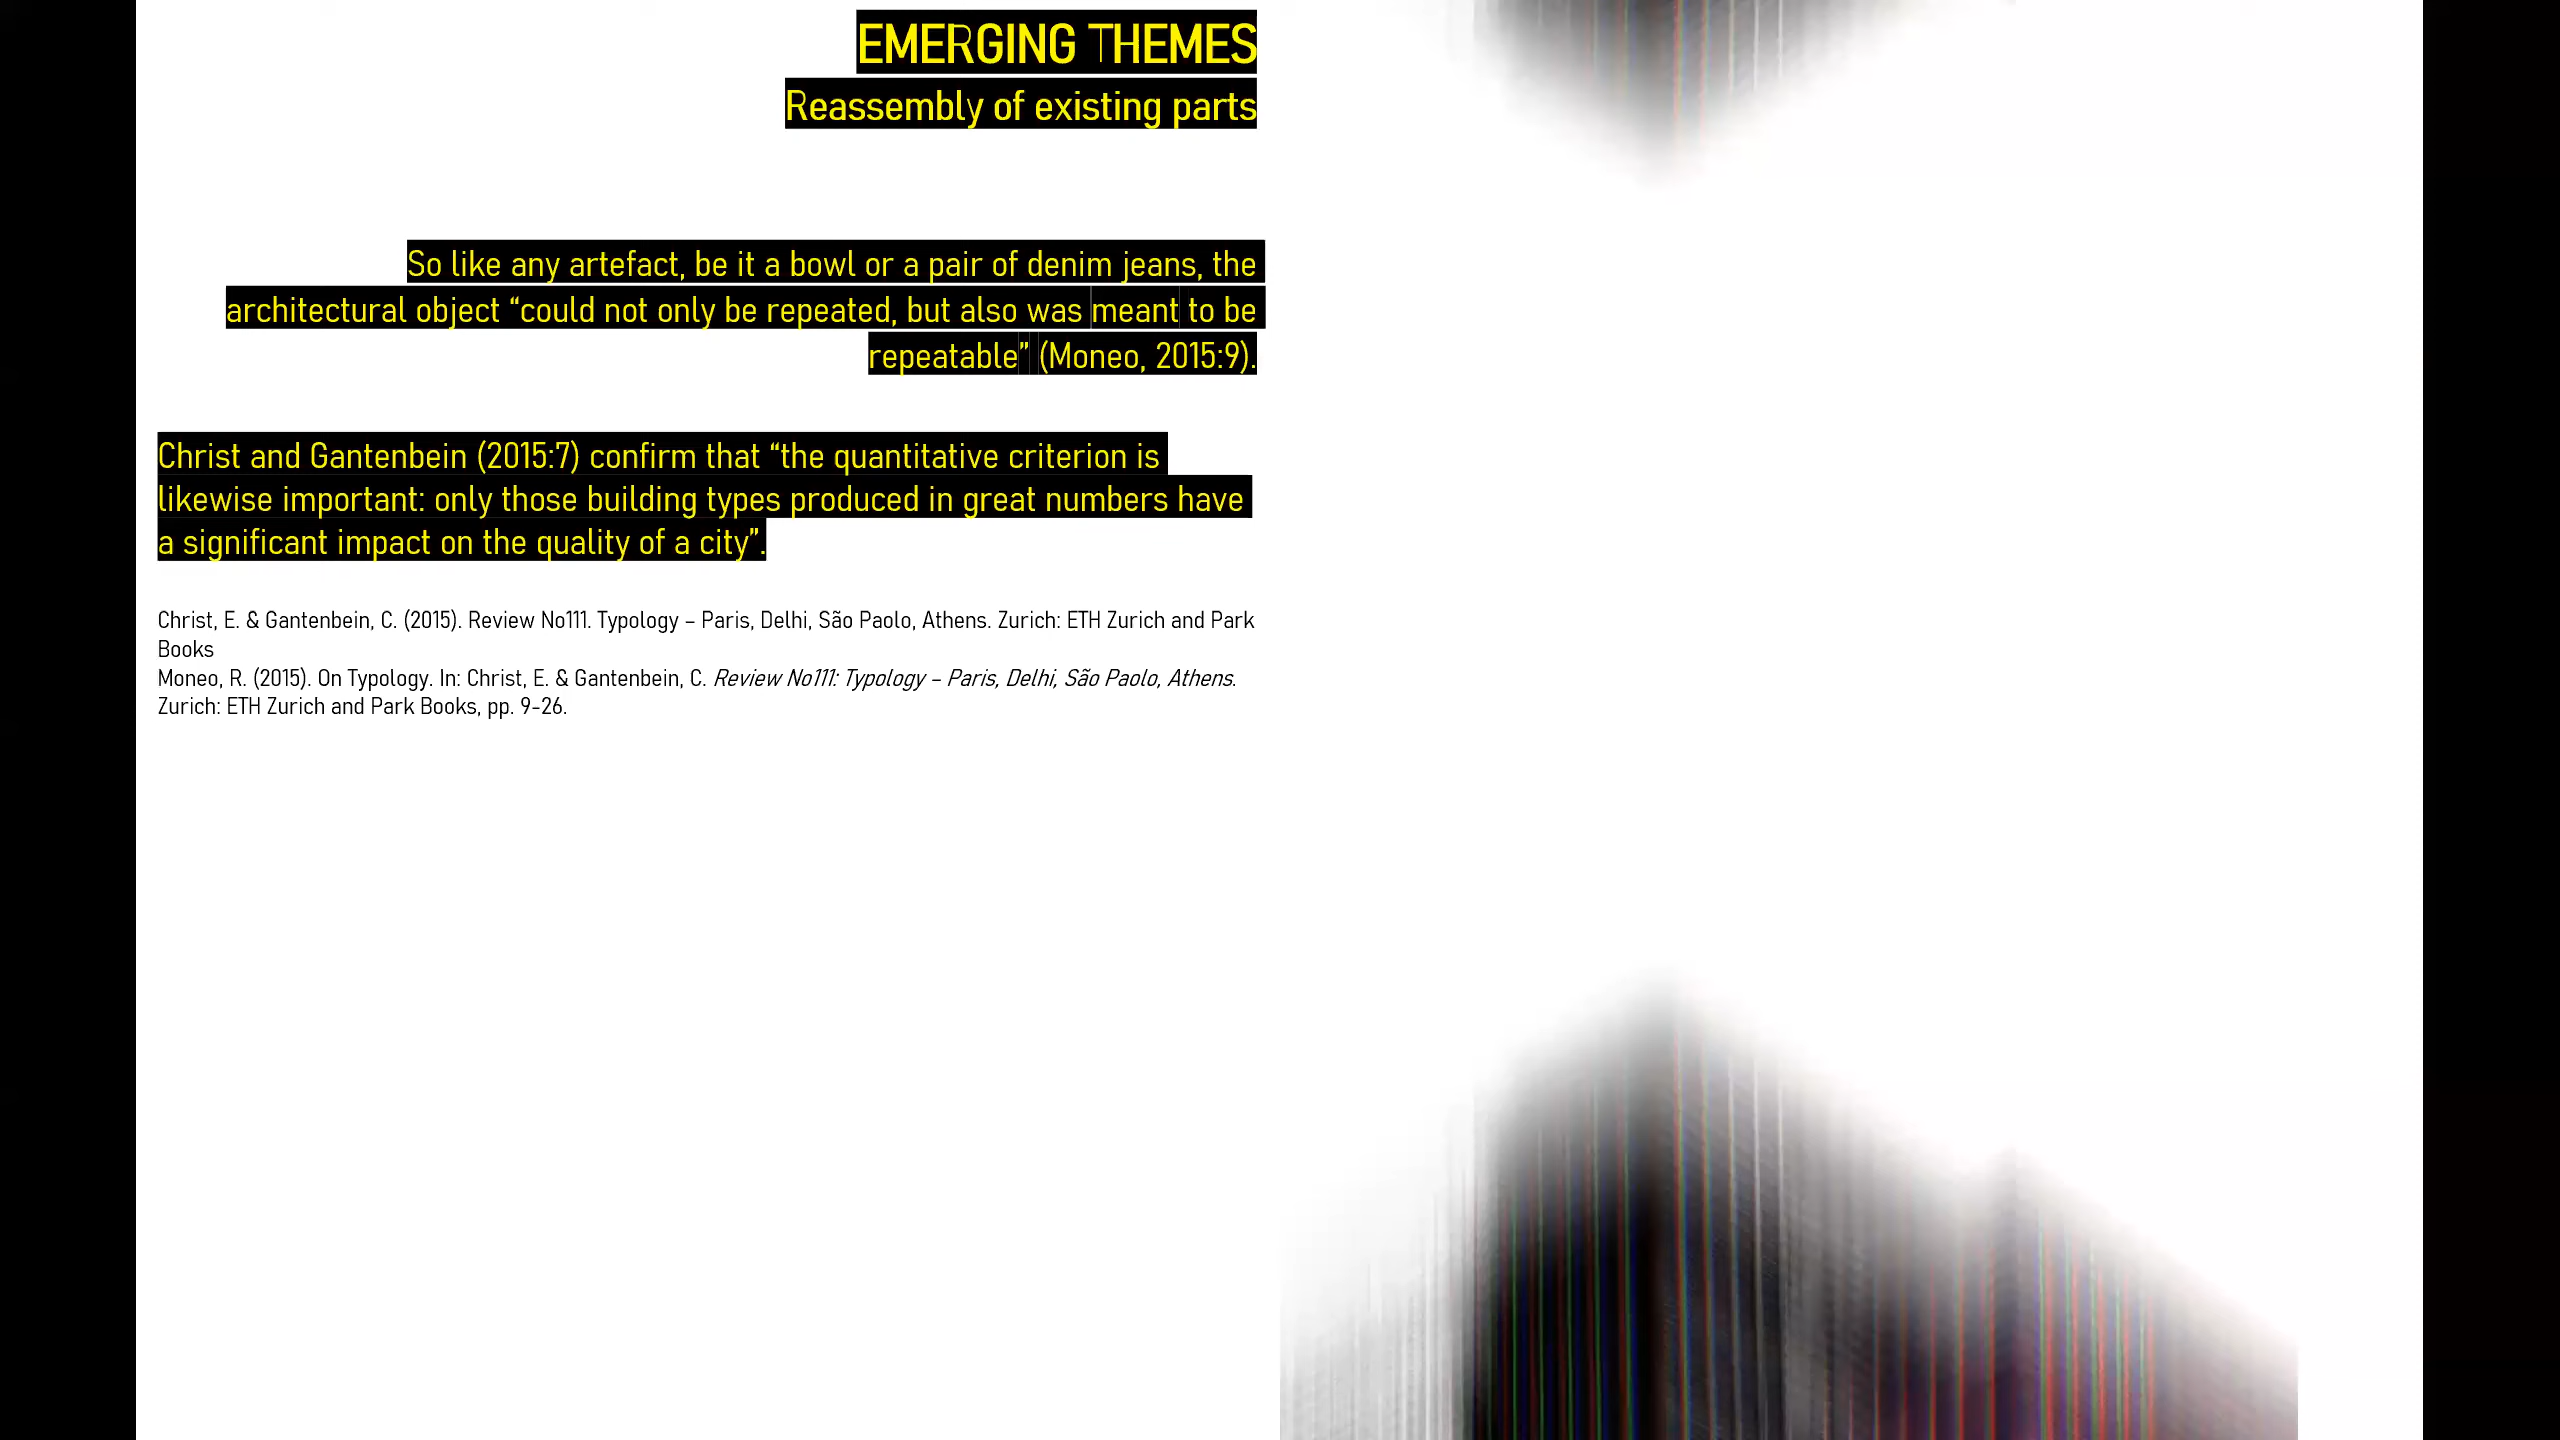 EMERGING THEMES
Reassembly of existing parts
So like any artefact, be it a bowl or a pair of denim jeans, the
architectural object “could not only be repeated, but also was meant to be
repeatable” (Moneo, 2015:9).
Christ and Gantenbein (2015:7) confirm that “the quantitative criterion is
likewise important: only those building types produced in great numbers have
a significant impact on the quality of a city”.
Christ, E. & Gantenbein, C. (2015). Review No111. Typology – Paris, Delhi, São Paolo, Athens. Zurich: ETH Zurich and Park
Books
Moneo, R. (2015). On Typology. In: Christ, E. & Gantenbein, C. Review No111: Typology – Paris, Delhi, São Paolo, Athens.
Zurich: ETH Zurich and Park Books, pp. 9-26.